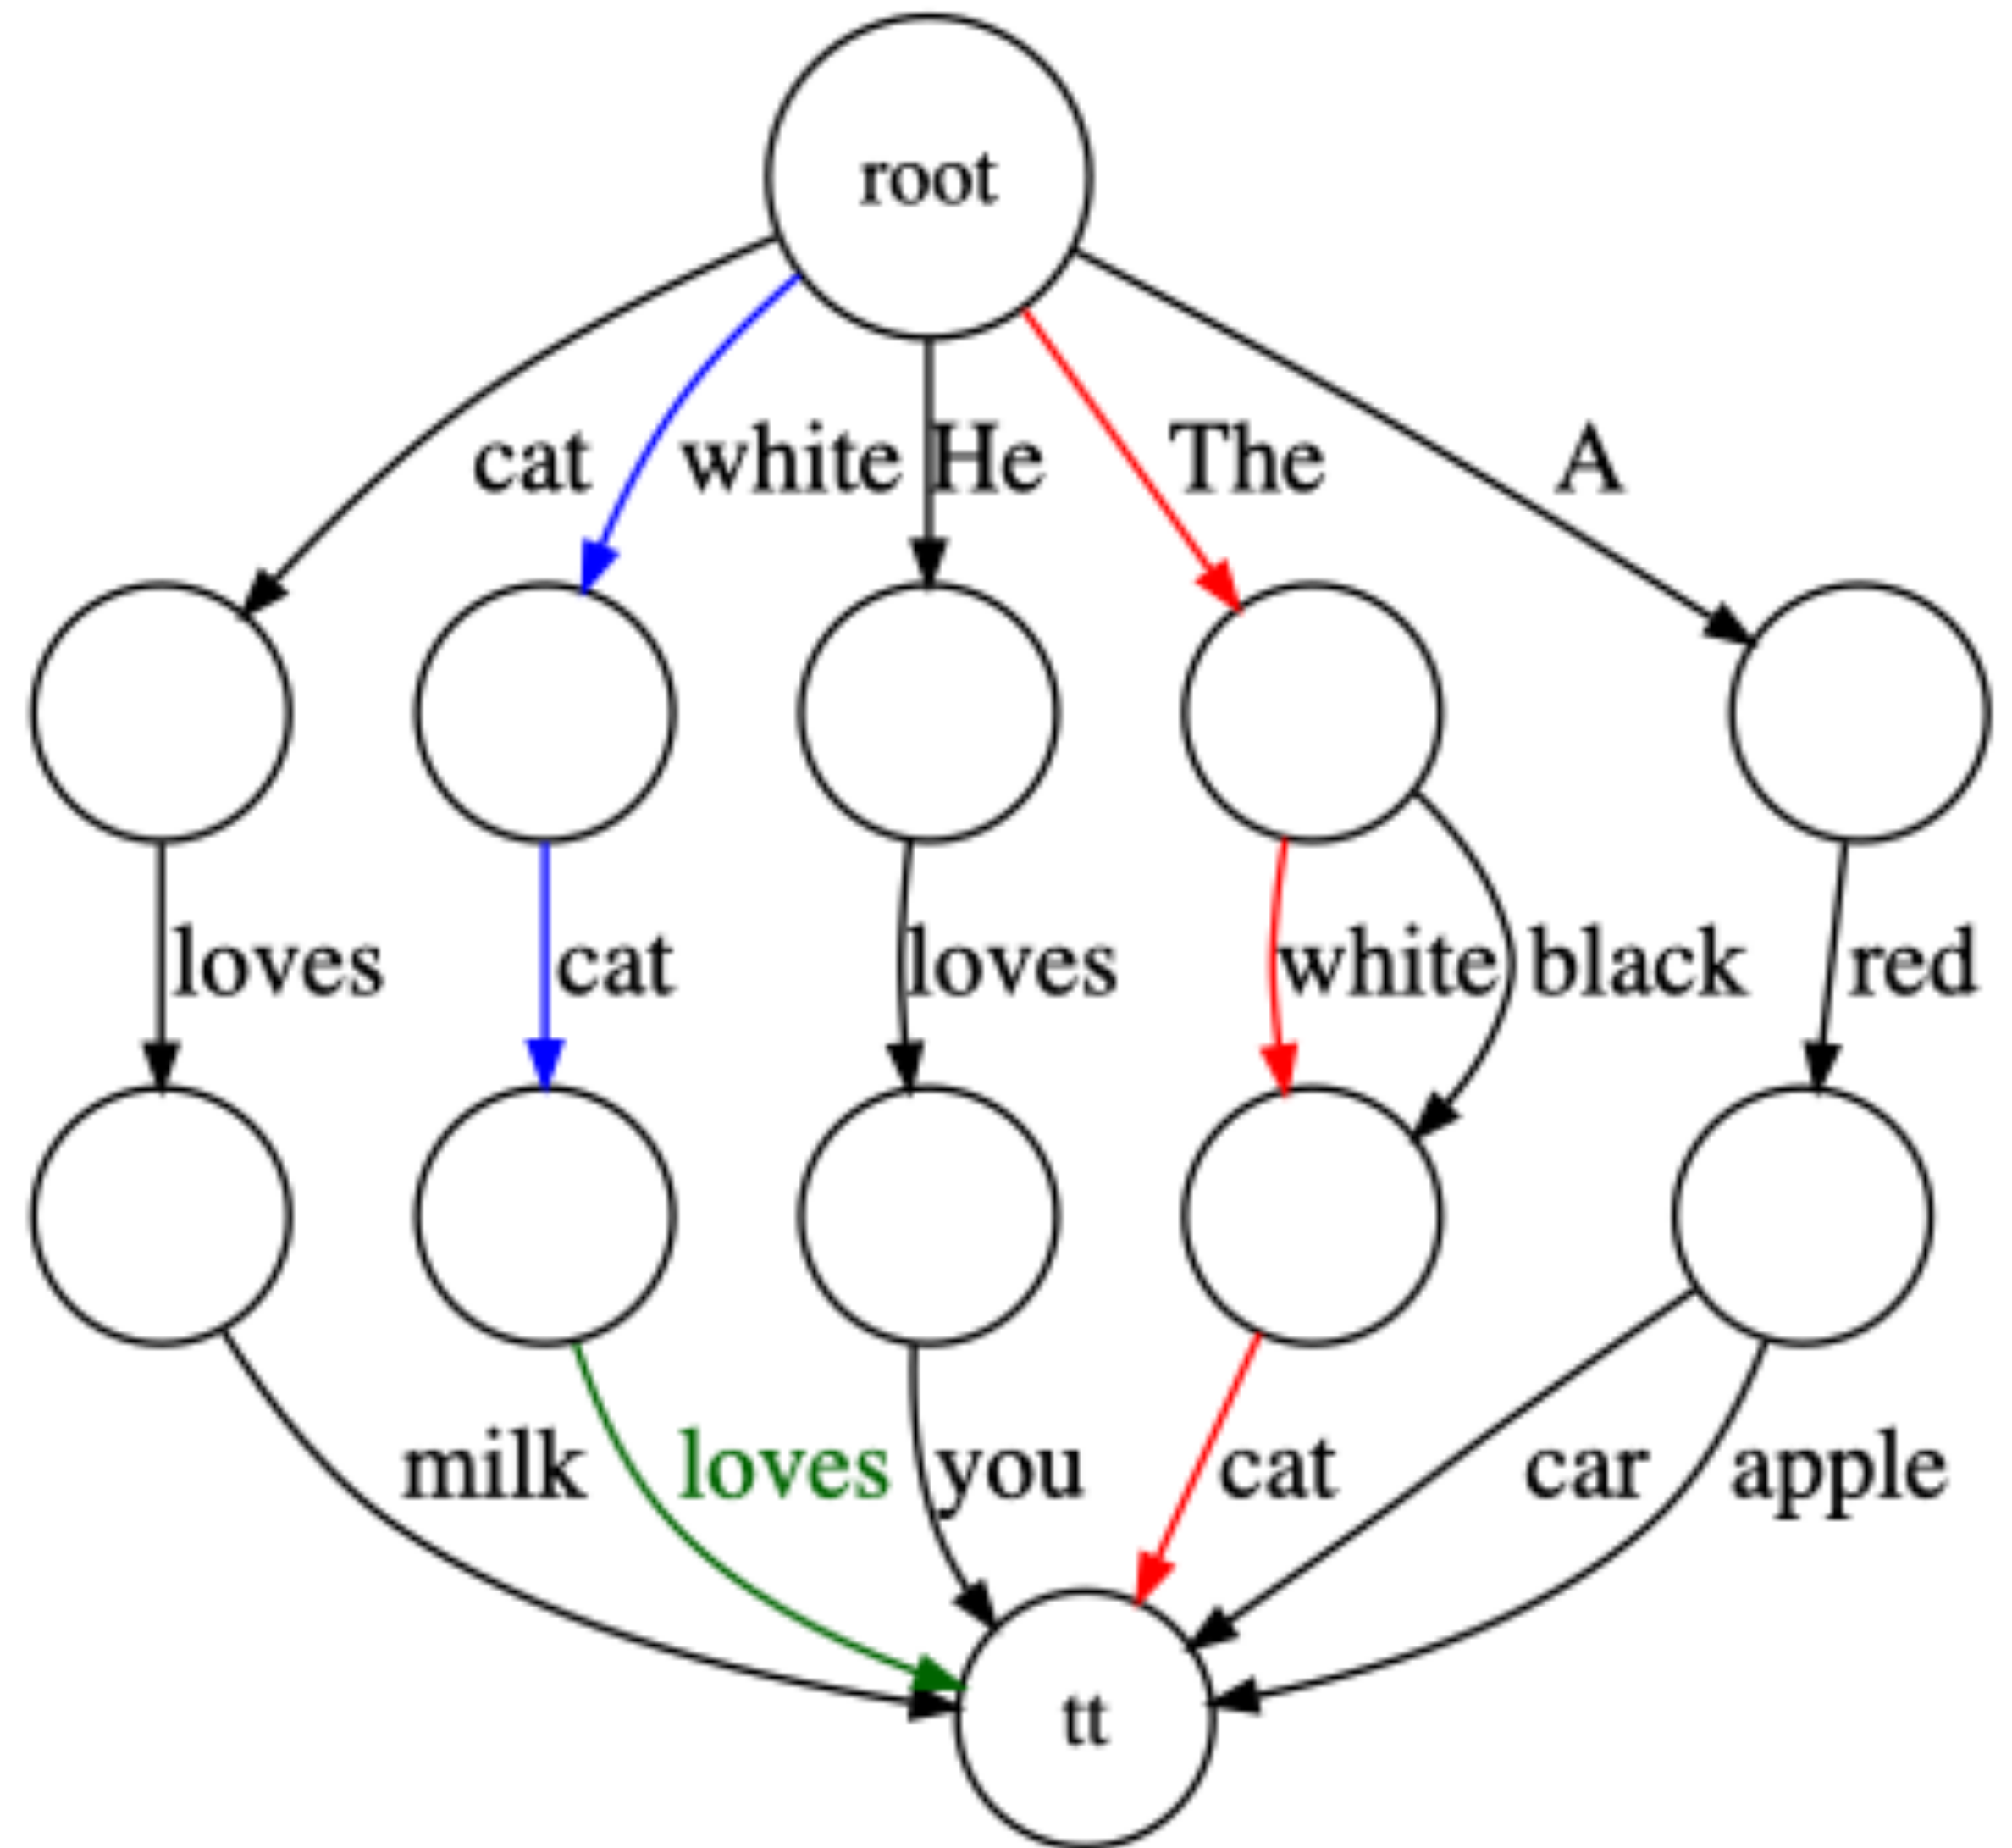 root
cat white He The A
loves cat loves white black red
milk loves you cat car apple
tt